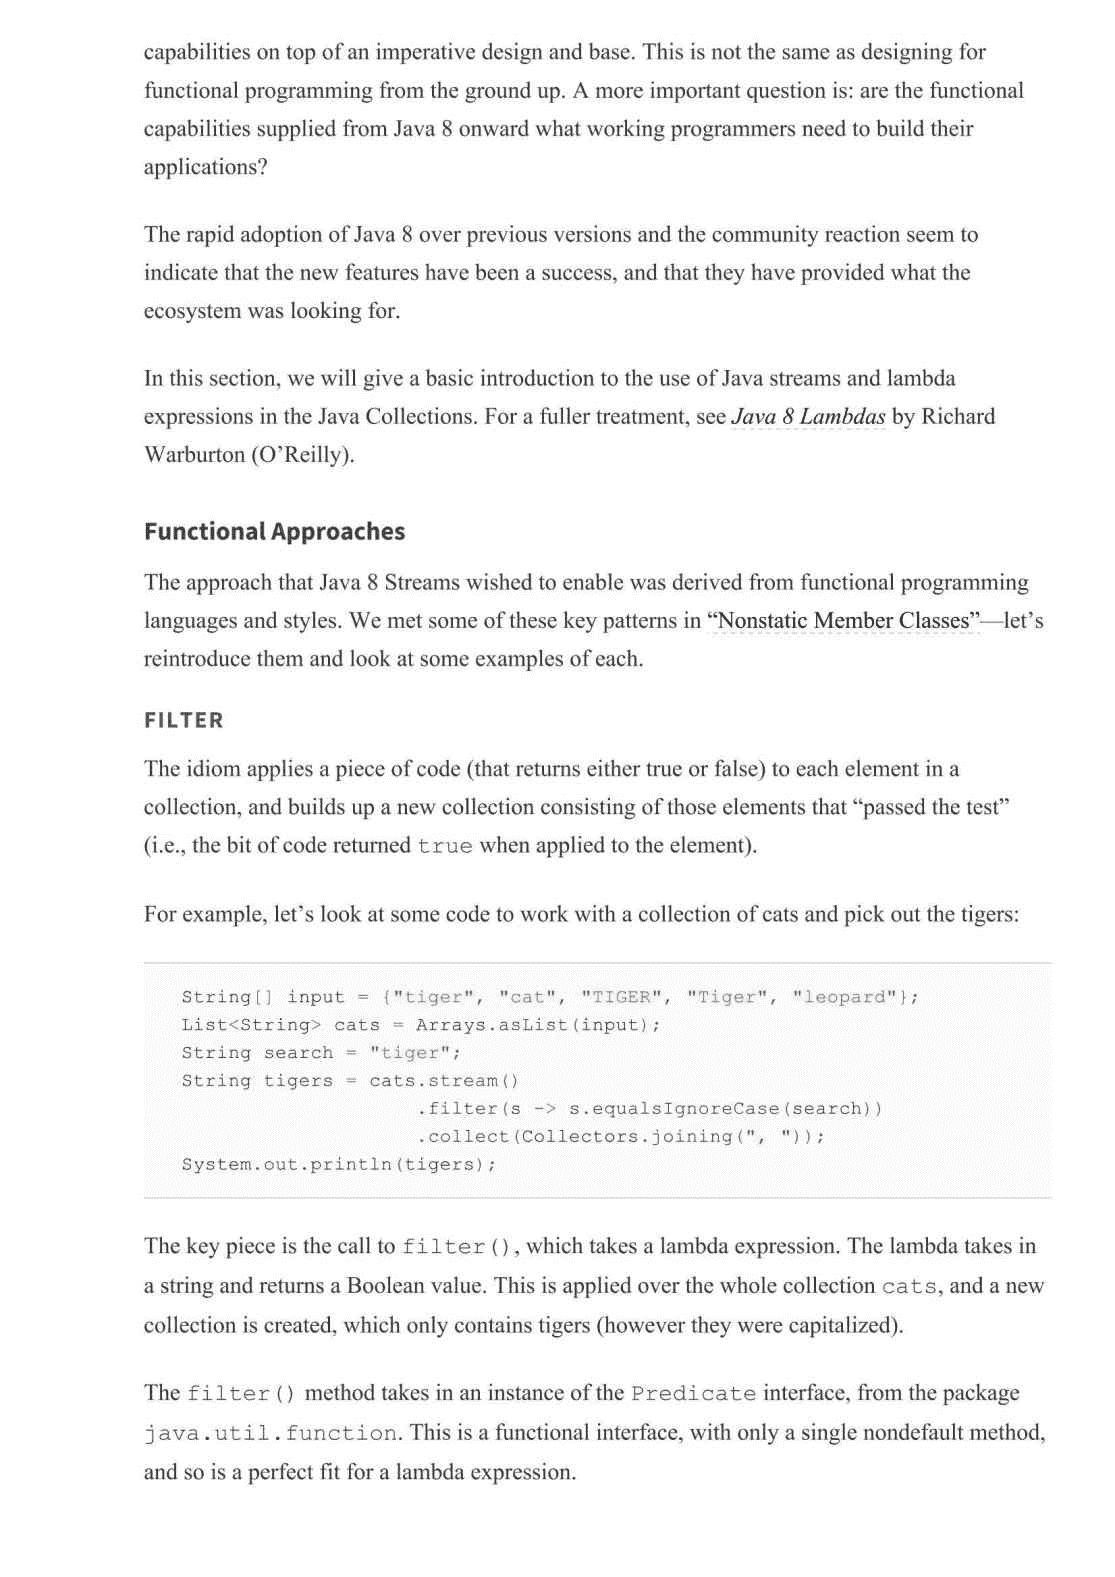 capabilities on top of an imperative design and base. This is not the same as designing for
functional programming from the ground up. A more important question is: are the functional
capabilities supplied from Java 8 onward what working programmers need to build their
applications?
The rapid adoption of Java 8 over previous versions and the community reaction seem to
indicate that the new features have been a success, and that they have provided what the
ecosystem was looking for.
In this section, we will give a basic introduction to the use of Java streams and lambda
expressions in the Java Collections. For a fuller treatment, see Java 8 Lambdas by Richard
Warburton (O’Reilly).
Functional Approaches
The approach that Java 8 Streams wished to enable was derived from functional programming
languages and styles. We met some of these key patterns in “Nonstatic Member Classes”—let’s
reintroduce them and look at some examples of each.
FILTER
The idiom applies a piece of code (that returns either true or false) to each element in a
collection, and builds up a new collection consisting of those elements that “passed the test”
(i.e., the bit of code returned true when applied to the element).
For example, let’s look at some code to work with a collection of cats and pick out the tigers:
String[] input = {"tiger", "cat", "TIGER", "Tiger", "leopard"};
List<String> cats = Arrays.asList(input);
String search = "tiger";
String tigers = cats.stream()
.filter(s -> s.equalsIgnoreCase(search))
.collect(Collectors.joining(", "));
System.out.println(tigers);
The key piece is the call to filter(), which takes a lambda expression. The lambda takes in
a string and returns a Boolean value. This is applied over the whole collection cats, and a new
collection is created, which only contains tigers (however they were capitalized).
The filter() method takes in an instance of the Predicate interface, from the package
java.util.function. This is a functional interface, with only a single nondefault method,
and so is a perfect fit for a lambda expression.